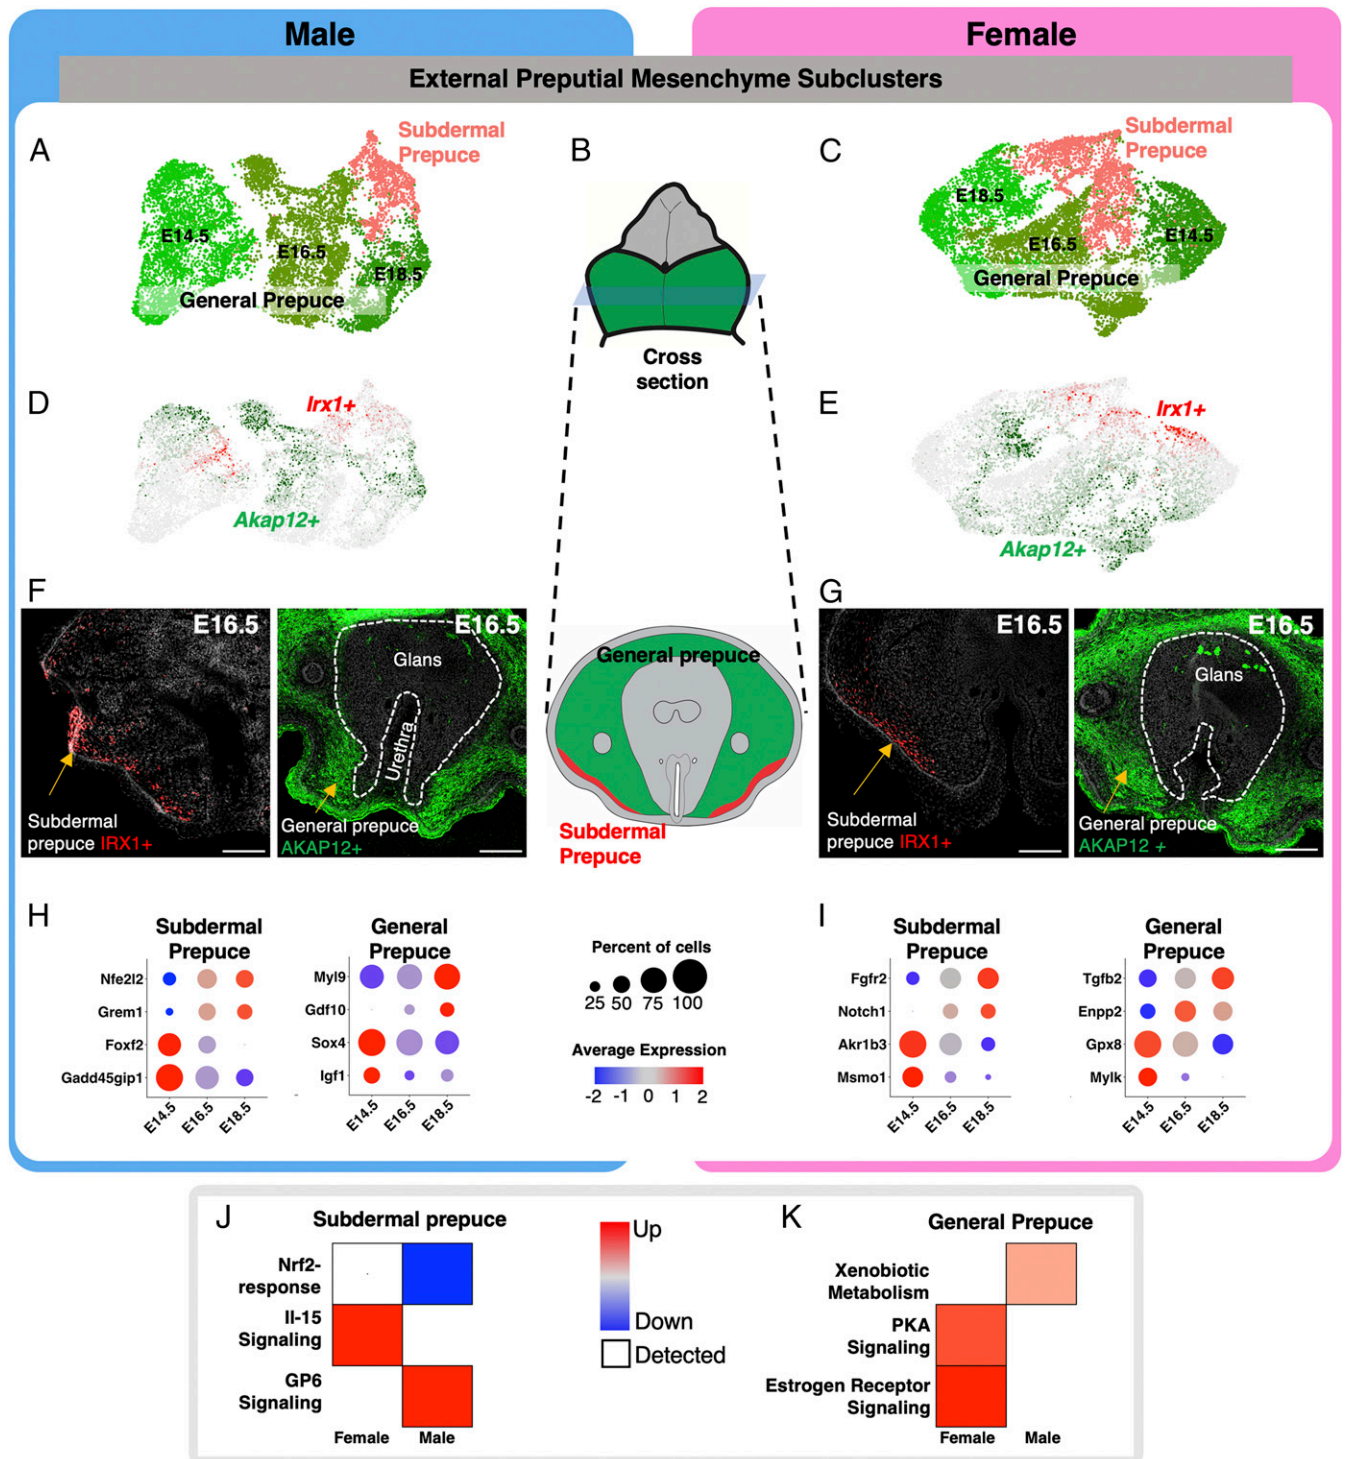 Male
Female
External Preputial Mesenchyme Subclusters
A
Subdermal
Prepuce
E14.5
E16.5
E18.5
General Prepuce
B
Cross
section
C
Subdermal
Prepuce
E18.5
E16.5
E14.5
General Prepuce
D
Irx1+
Akap12+
E
Irx1+
Akap12+
F
E16.5
Subdermal
prepuce IRX1+
E16.5
Glans
Urethra
General prepuce
AKAP12+
General prepuce
Subdermal
Prepuce
G
E16.5
Subdermal
prepuce IRX1+
E16.5
Glans
General prepuce
AKAP12 +
H
Subdermal
Prepuce
Nfe2l2
Grem1
Foxf2
Gadd45gip1
E14.5
E16.5
E18.5
General
Prepuce
Myl9
Gdf10
Sox4
Igf1
E14.5
E16.5
E18.5
Percent of cells
25 50 75 100
Average Expression
-2 -1 0 1 2
I
Subdermal
Prepuce
Fgfr2
Notch1
Akr1b3
Msmo1
E14.5
E16.5
E18.5
General
Prepuce
Tgfb2
Enpp2
Gpx8
Mylk
E14.5
E16.5
E18.5
J
Subdermal prepuce
Nrf2-
response
Il-15
Signaling
GP6
Signaling
Female Male
Up
Down
Detected
K
General Prepuce
Xenobiotic
Metabolism
PKA
Signaling
Estrogen Receptor
Signaling
Female Male